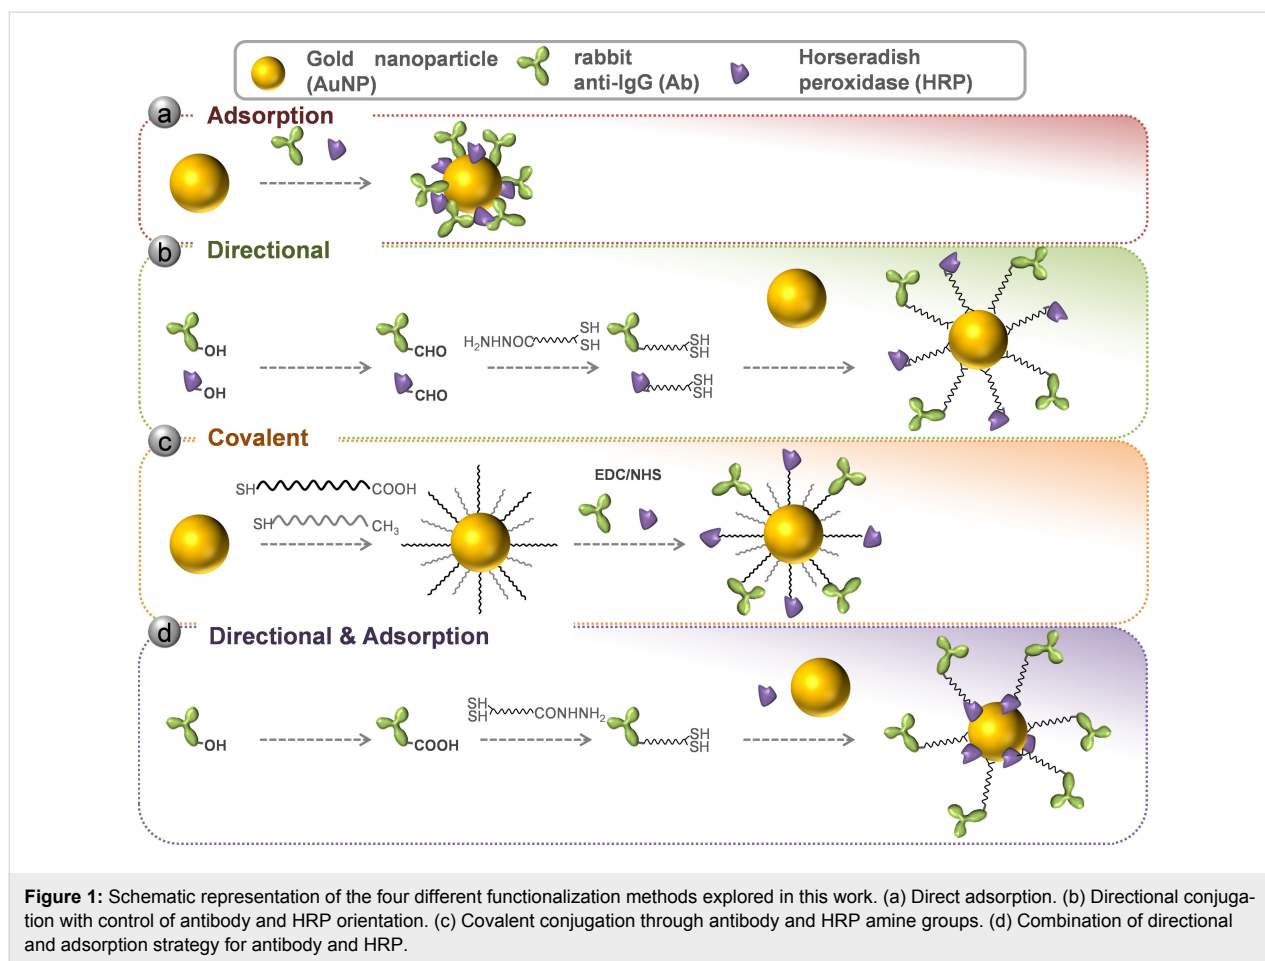 Gold nanoparticle (AuNP)
rabbit anti-IgG (Ab)
Horseradish peroxidase (HRP)
a Adsorption
b Directional
OH
OH
CHO
CHO
H₂NHNOC
SH
SH
SH
SH
SH
SH
c Covalent
SH
COOH
SH
CH₃
EDC/NHS
d Directional & Adsorption
OH
COOH
SH
SH
CONHNH₂
SH
SH
Figure 1: Schematic representation of the four different functionalization methods explored in this work. (a) Direct adsorption. (b) Directional conjuga-
tion with control of antibody and HRP orientation. (c) Covalent conjugation through antibody and HRP amine groups. (d) Combination of directional
and adsorption strategy for antibody and HRP.